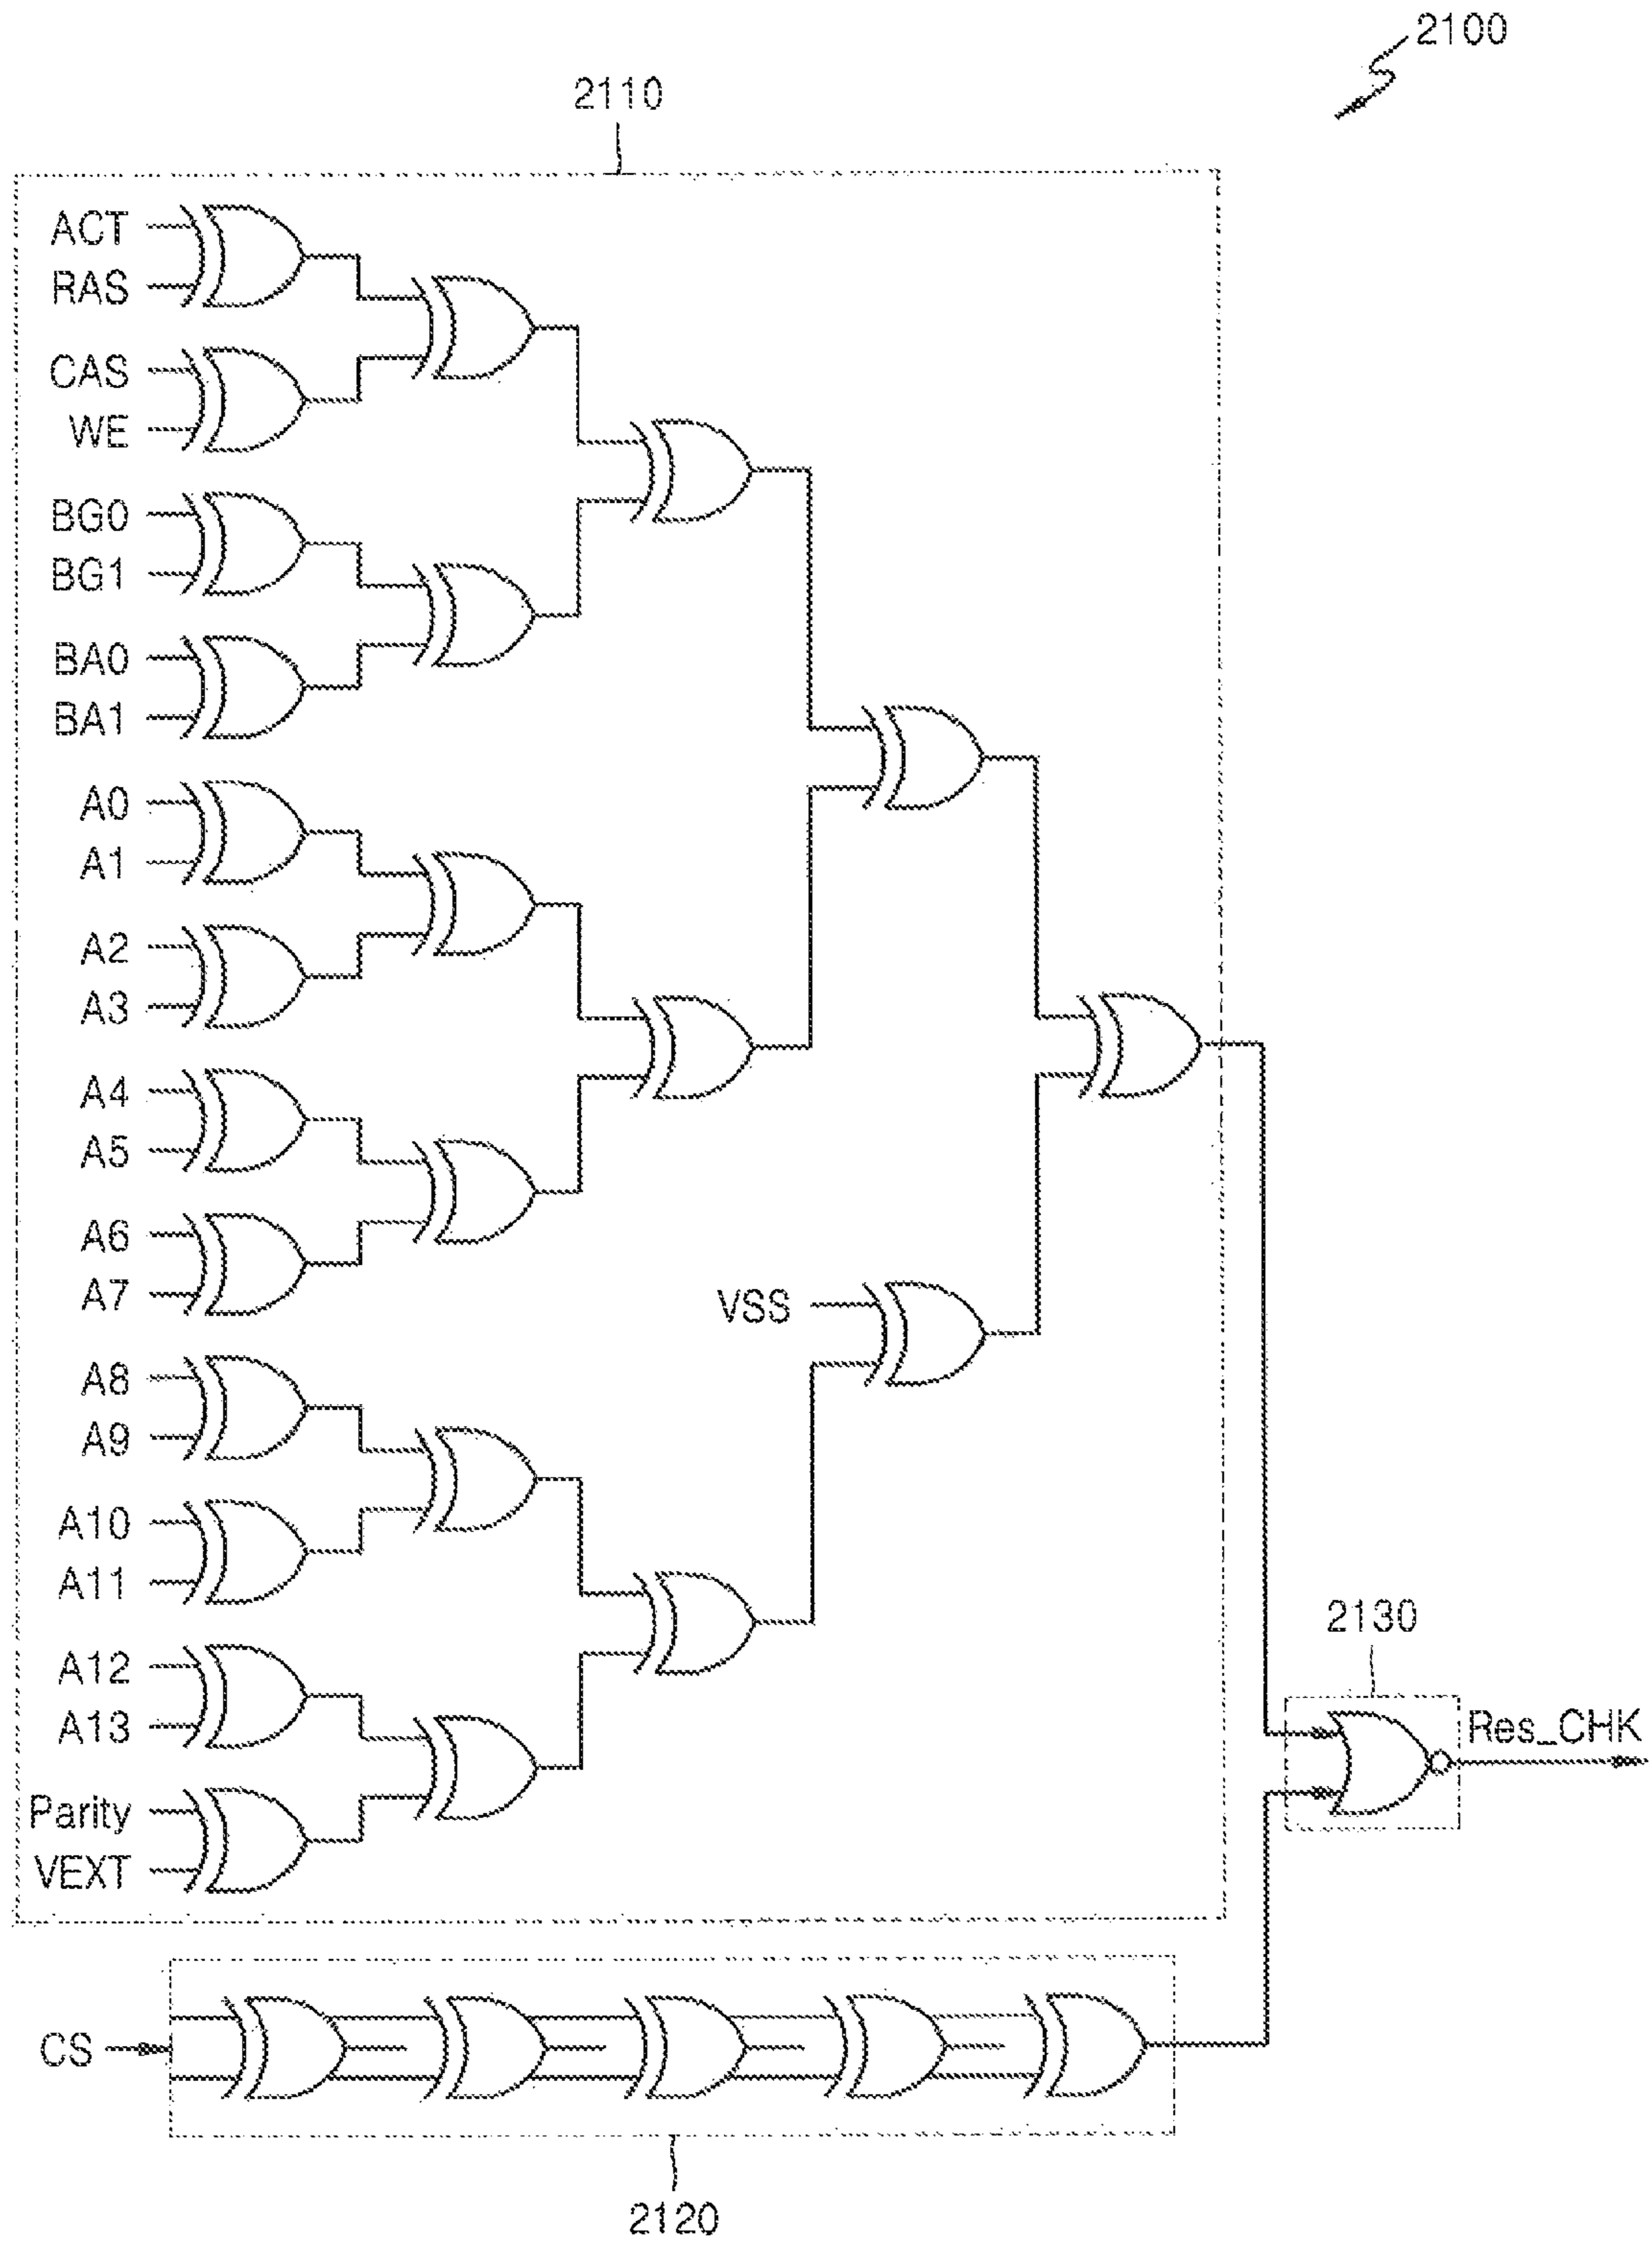 2100
2110
ACT
RAS
CAS
WE
BG0
BG1
BA0
BA1
A0
A1
A2
A3
A4
A5
A6
A7
VSS
A8
A9
A10
A11
A12
A13
Parity
VEXT
2130
Res_CHK
CS
2120